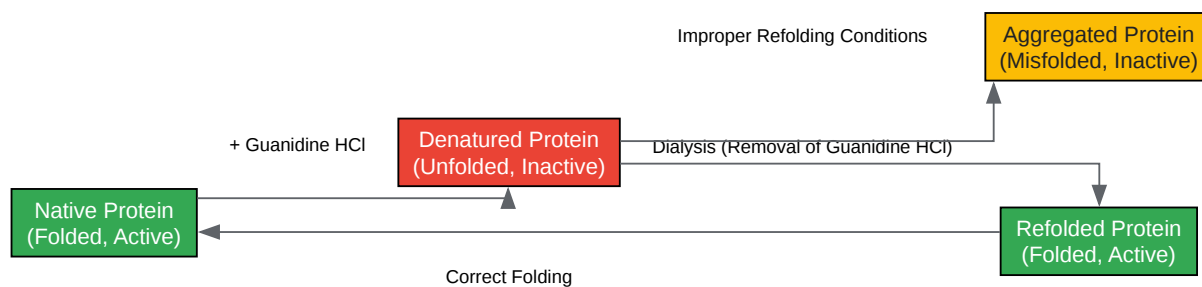 Improper Refolding Conditions
Aggregated Protein
(Misfolded, Inactive)
+ Guanidine HCl
Denatured Protein
(Unfolded, Inactive)
Dialysis (Removal of Guanidine HCl)
Native Protein
(Folded, Active)
Refolded Protein
(Folded, Active)
Correct Folding